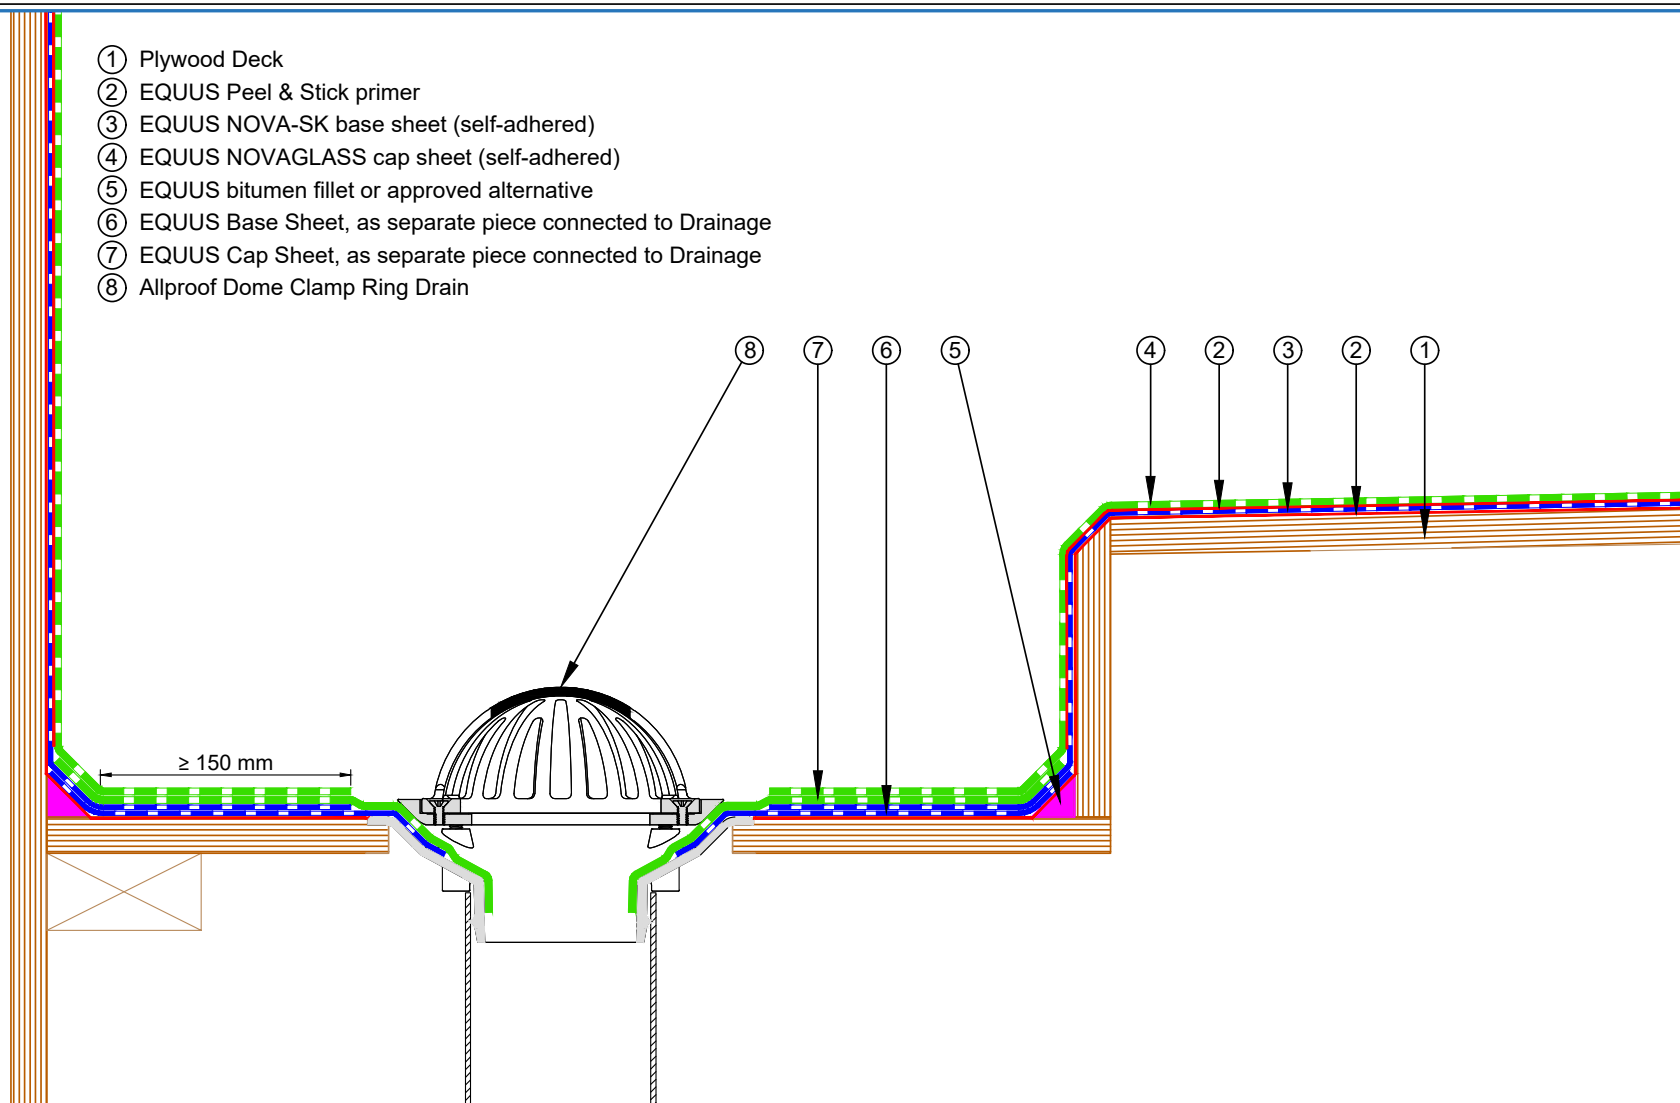 1 Plywood Deck
2 EQUUS Peel & Stick primer
3 EQUUS NOVA-SK base sheet (self-adhered)
4 EQUUS NOVAGLASS cap sheet (self-adhered)
5 EQUUS bitumen fillet or approved alternative
6 EQUUS Base Sheet, as separate piece connected to Drainage
7 EQUUS Cap Sheet, as separate piece connected to Drainage
8 Allproof Dome Clamp Ring Drain
8 7 6 5 4 2 3 2 1
≥ 150 mm